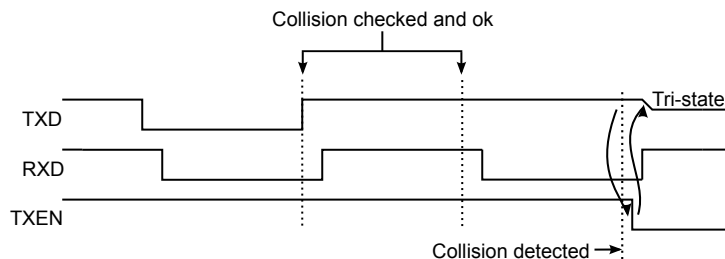 Collision checked and ok
Tri-state
TXD
RXD
TXEN
Collision detected